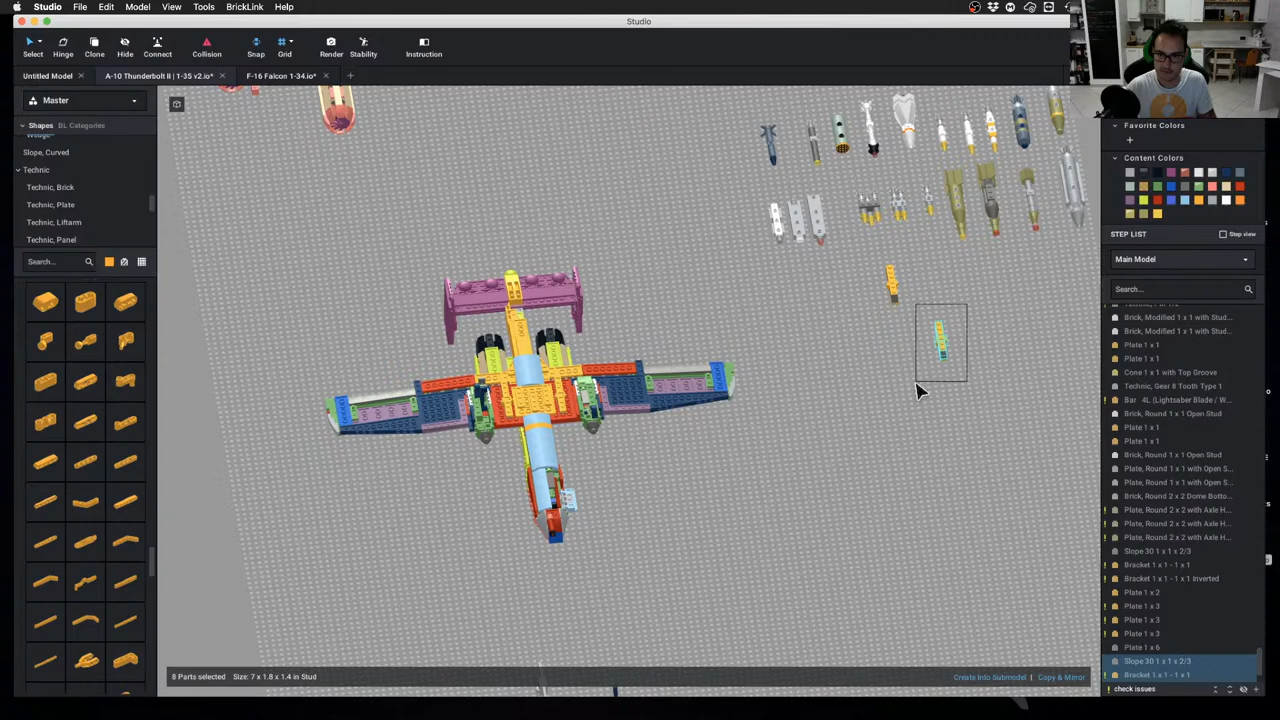 Studio File Edit Model View Tools BrickLink Help
Studio
Select Hinge Clone Hide Connect Collision Snap Grid Render Stability Instruction
Untitled Model A-10 Thunderbolt II | 1-35 v2.io* F-16 Falcon 1-34.io*
Master
Shapes BL Categories
Wedge
Slope, Curved
Technic
Technic, Brick
Technic, Plate
Technic, Liftarm
Technic, Panel
Search...
8 Parts selected Size: 7 x 1.8 x 1.4 in Stud
Create Into Submodel | Copy & Mirror
Favorite Colors
Content Colors
STEP LIST Step view
Main Model
Search...
Brick, Modified 1 x 1 with Stud...
Brick, Modified 1 x 1 with Stud...
Plate 1 x 1
Plate 1 x 1
Cone 1 x 1 with Top Groove
Technic, Gear 8 Tooth Type 1
Bar 4L (Lightsaber Blade / W...
Brick, Round 1 x 1 Open Stud
Plate 1 x 1
Plate 1 x 1
Brick, Round 1 x 1 Open Stud
Plate, Round 1 x 1 with Open S...
Plate, Round 1 x 1 with Open S...
Brick, Round 2 x 2 Dome Botto...
Plate, Round 2 x 2 with Axle H...
Plate, Round 2 x 2 with Axle H...
Plate, Round 2 x 2 with Axle H...
Slope 30 1 x 1 x 2/3
Bracket 1 x 1 - 1 x 1
Bracket 1 x 1 - 1 x 1 Inverted
Plate 1 x 2
Plate 1 x 3
Plate 1 x 3
Plate 1 x 3
Plate 1 x 6
Slope 30 1 x 1 x 2/3
Bracket 1 x 1 - 1 x 1
check issues